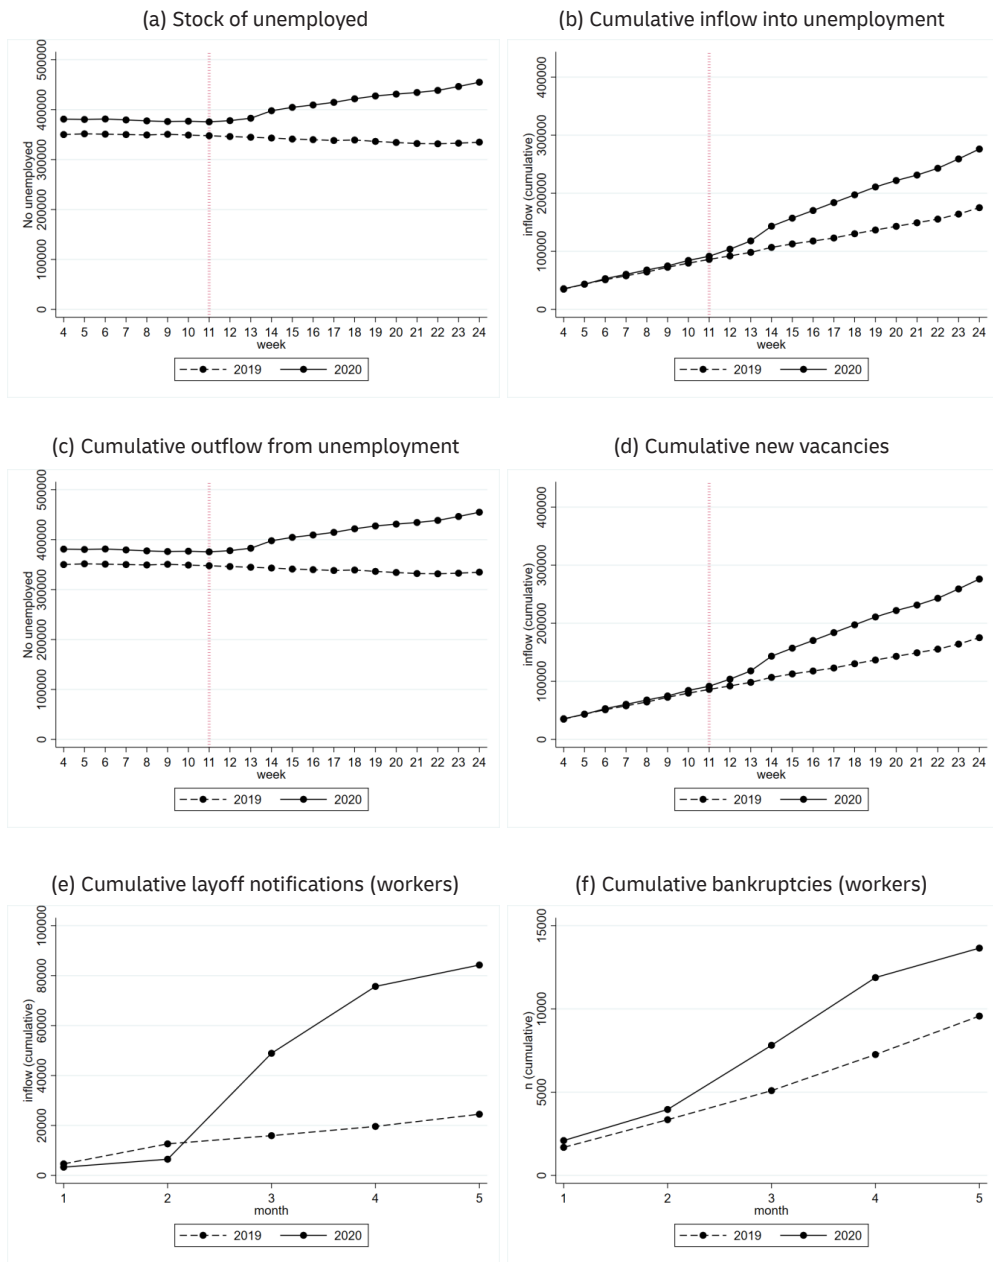 (a) Stock of unemployed
No unemployed
500000
400000
300000
200000
100000
0
4 5 6 7 8 9 10 11 12 13 14 15 16 17 18 19 20 21 22 23 24
week
2019 2020
(b) Cumulative inflow into unemployment
inflow (cumulative)
400000
300000
200000
100000
0
4 5 6 7 8 9 10 11 12 13 14 15 16 17 18 19 20 21 22 23 24
week
2019 2020
(c) Cumulative outflow from unemployment
No unemployed
500000
400000
300000
200000
100000
0
4 5 6 7 8 9 10 11 12 13 14 15 16 17 18 19 20 21 22 23 24
week
2019 2020
(d) Cumulative new vacancies
inflow (cumulative)
400000
300000
200000
100000
0
4 5 6 7 8 9 10 11 12 13 14 15 16 17 18 19 20 21 22 23 24
week
2019 2020
(e) Cumulative layoff notifications (workers)
inflow (cumulative)
100000
80000
60000
40000
20000
0
1 2 3 4 5
month
2019 2020
(f) Cumulative bankruptcies (workers)
n (cumulative)
15000
10000
5000
0
1 2 3 4 5
month
2019 2020